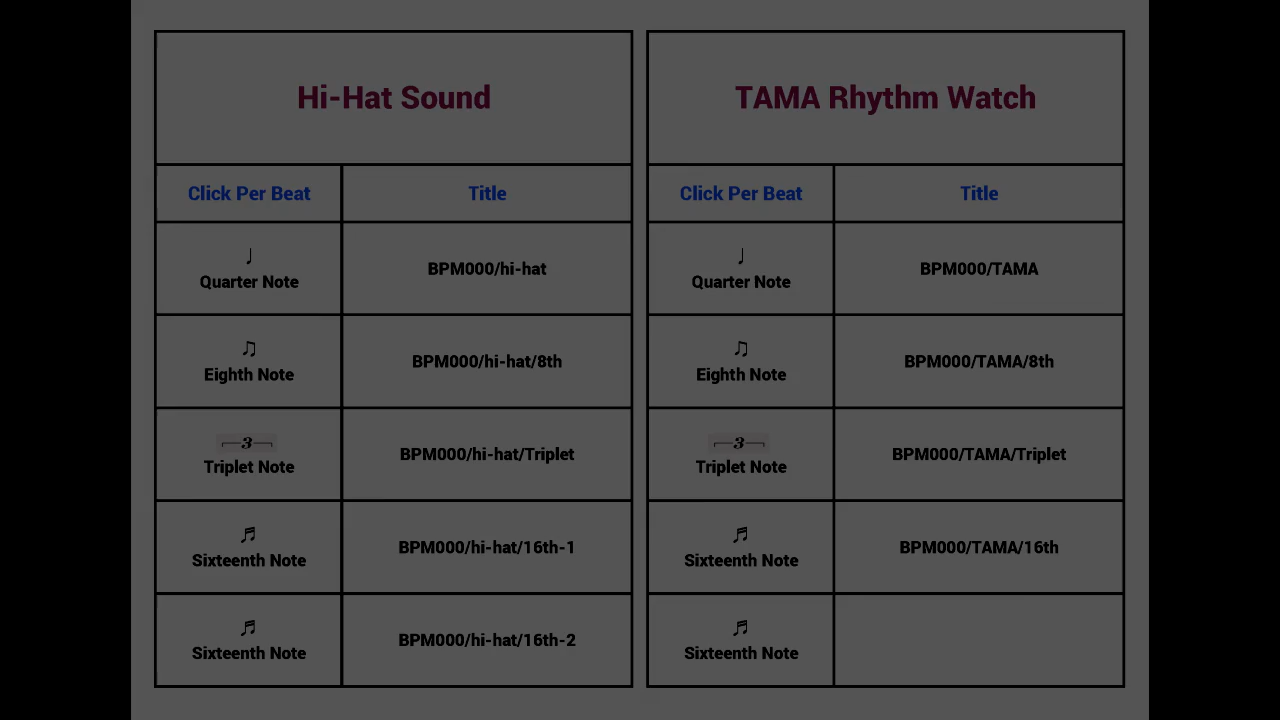 Hi-Hat Sound
Click Per Beat Title
♩
Quarter Note
BPM000/hi-hat
♫
Eighth Note
BPM000/hi-hat/8th
3
Triplet Note
BPM000/hi-hat/Triplet
♬
Sixteenth Note
BPM000/hi-hat/16th-1
♬
Sixteenth Note
BPM000/hi-hat/16th-2
TAMA Rhythm Watch
Click Per Beat Title
♩
Quarter Note
BPM000/TAMA
♫
Eighth Note
BPM000/TAMA/8th
3
Triplet Note
BPM000/TAMA/Triplet
♬
Sixteenth Note
BPM000/TAMA/16th
♬
Sixteenth Note